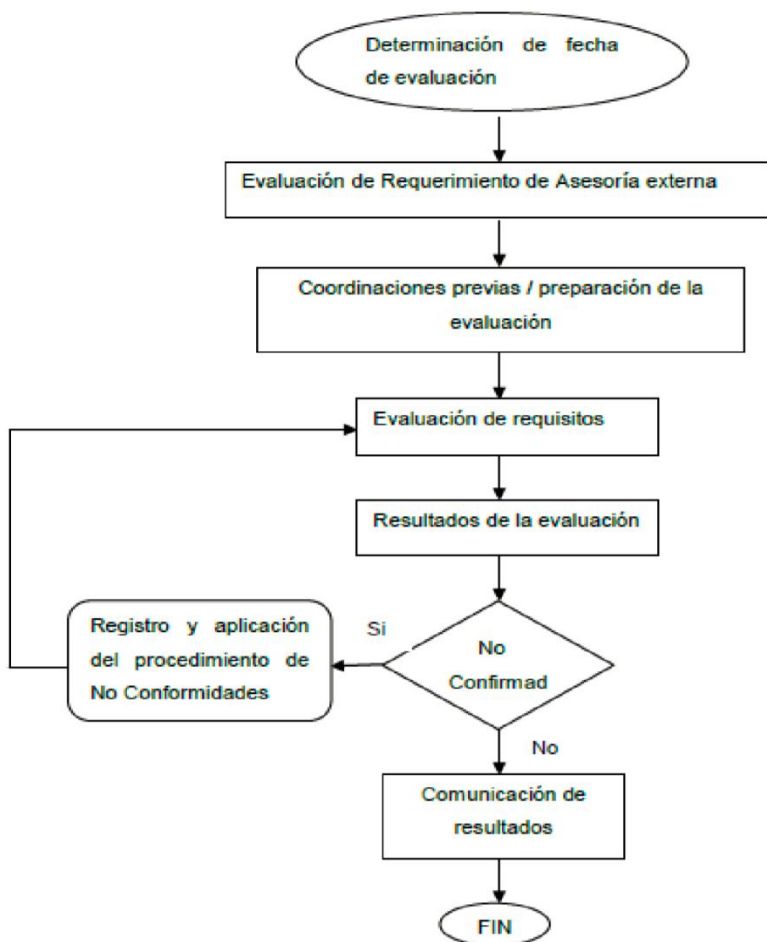 Determinación de fecha
de evaluación
Evaluación de Requerimiento de Asesoría externa
Coordinaciones previas / preparación de la
evaluación
Evaluación de requisitos
Resultados de la evaluación
Registro y aplicación
del procedimiento de
No Conformidades
Si
No
Confirmad
No
Comunicación de
resultados
FIN